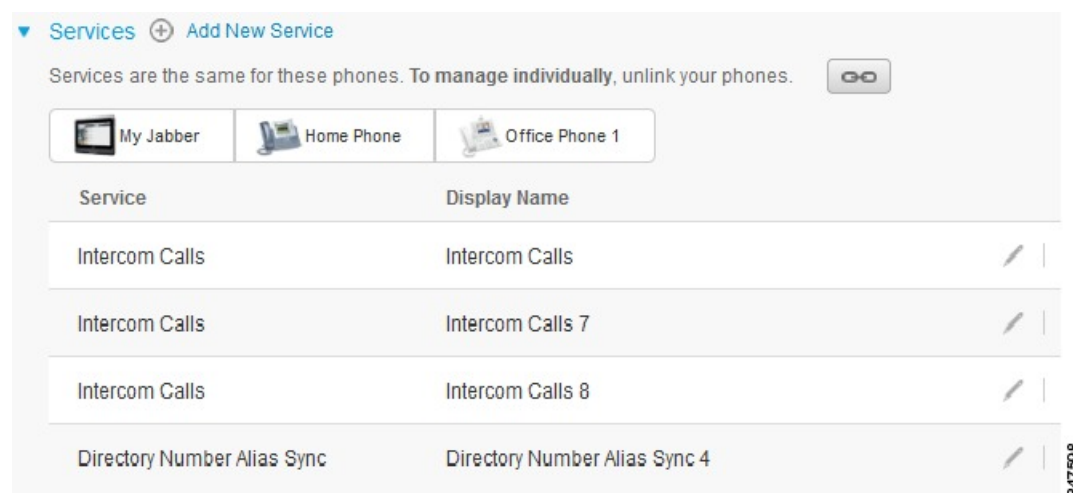 Services Add New Service
Services are the same for these phones. To manage individually, unlink your phones.
My Jabber Home Phone Office Phone 1
Service Display Name
Intercom Calls Intercom Calls
Intercom Calls Intercom Calls 7
Intercom Calls Intercom Calls 8
Directory Number Alias Sync Directory Number Alias Sync 4